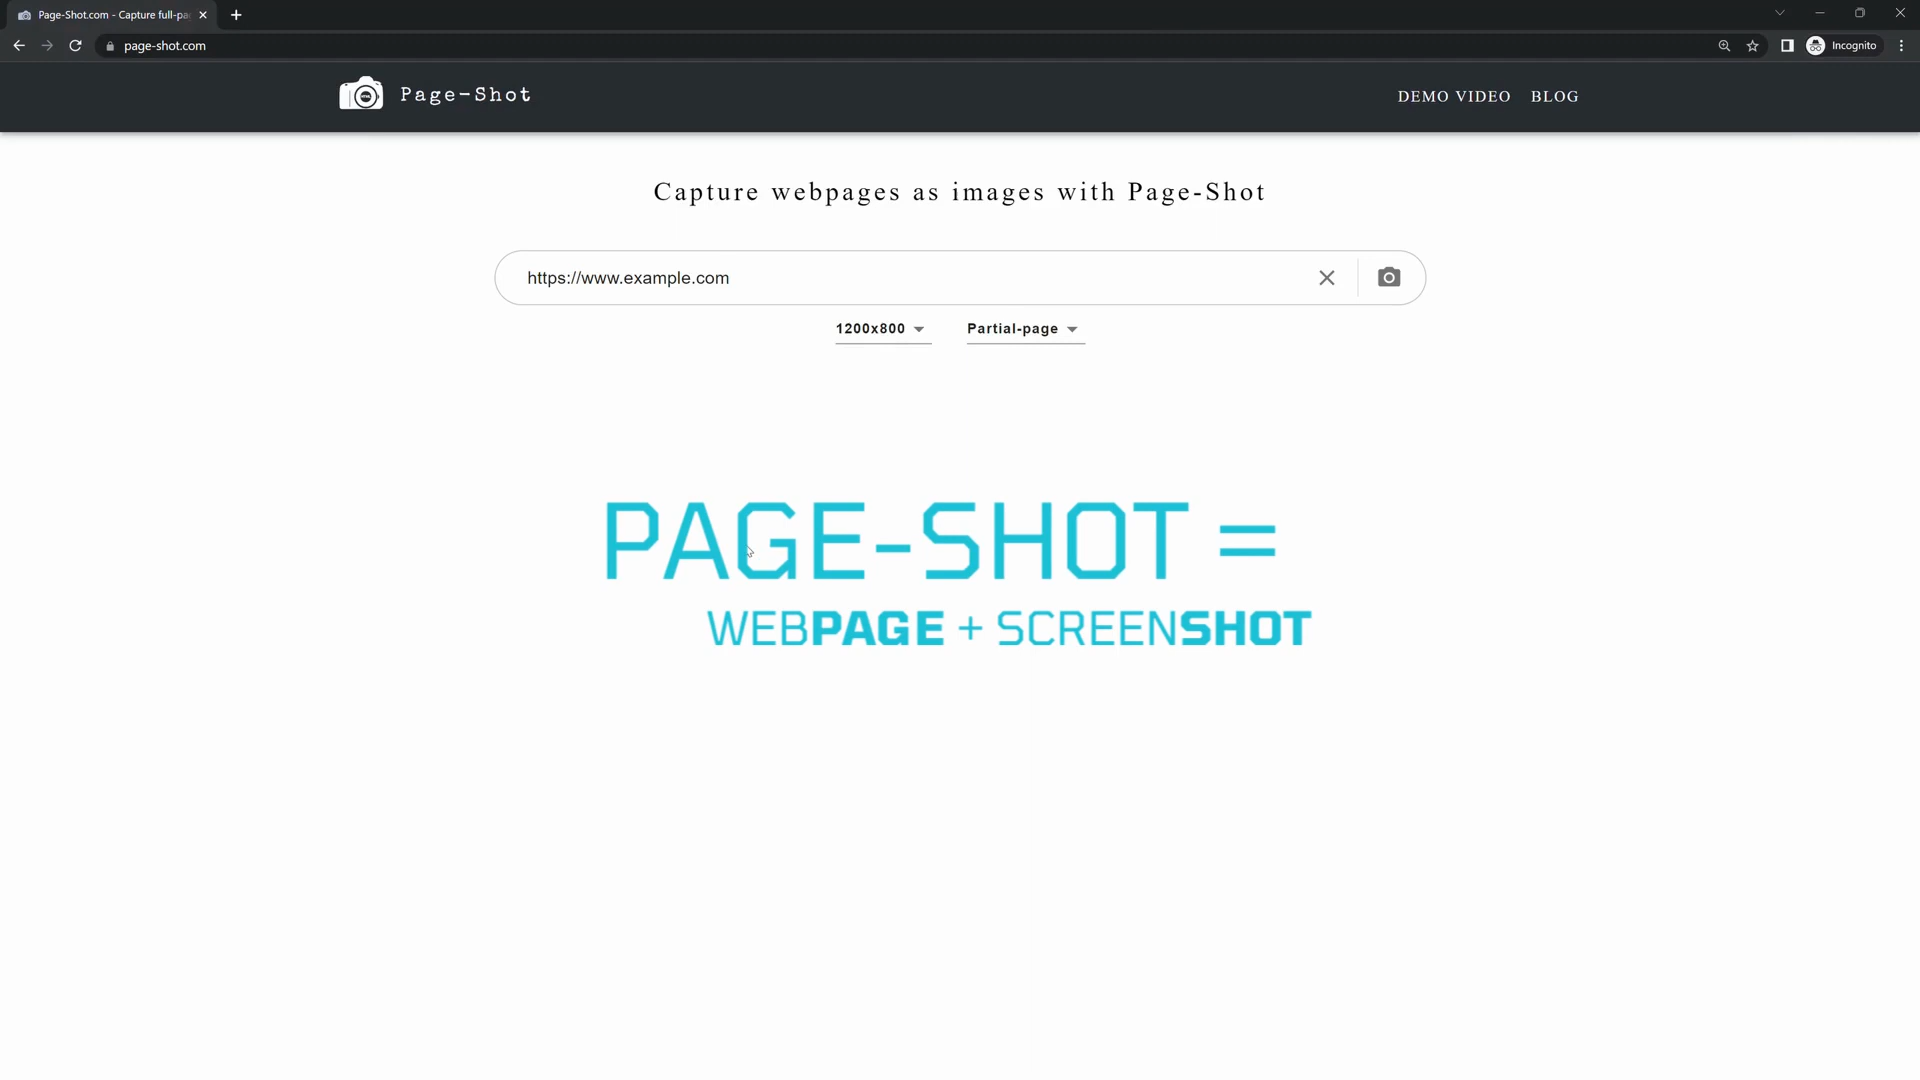 Page-Shot.com - Capture full-pa
page-shot.com
Incognito
Page-Shot
DEMO VIDEO BLOG
Capture webpages as images with Page-Shot
https://www.example.com
1200x800 Partial-page
PAGE-SHOT =
WEBPAGE + SCREENSHOT